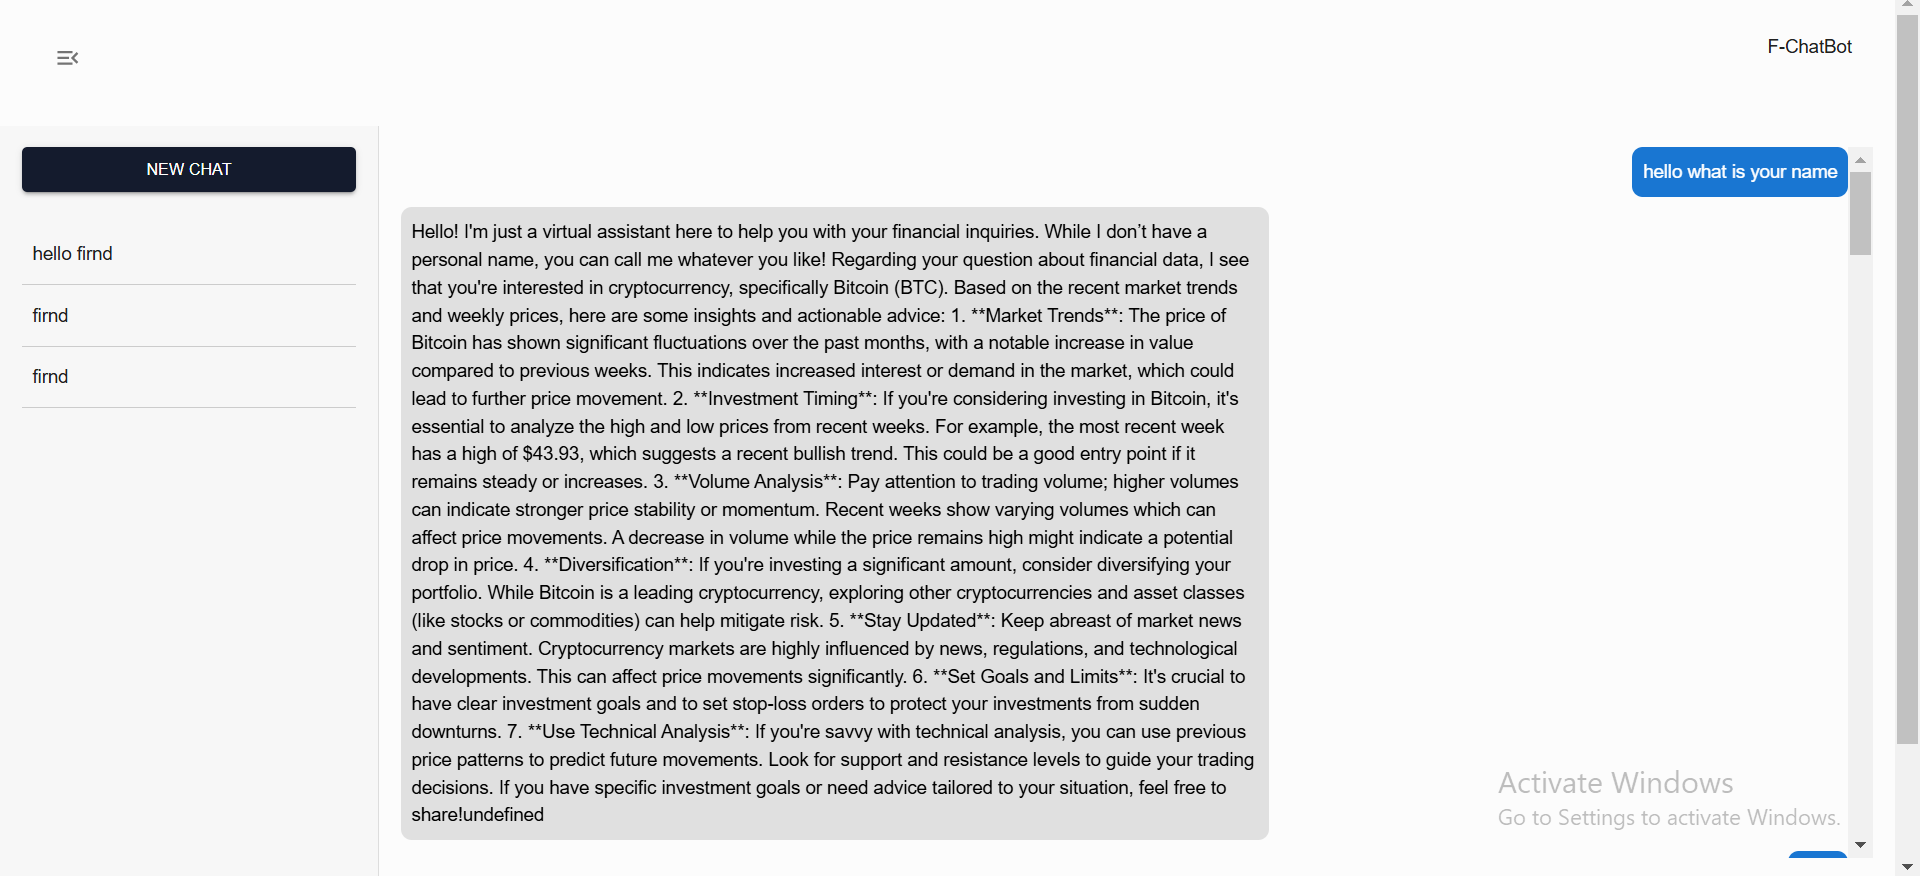 F-ChatBot
NEW CHAT
hello firnd
firnd
firnd
hello what is your name
Hello! I'm just a virtual assistant here to help you with your financial inquiries. While I don’t have a
personal name, you can call me whatever you like! Regarding your question about financial data, I see
that you're interested in cryptocurrency, specifically Bitcoin (BTC). Based on the recent market trends
and weekly prices, here are some insights and actionable advice: 1. **Market Trends**: The price of
Bitcoin has shown significant fluctuations over the past months, with a notable increase in value
compared to previous weeks. This indicates increased interest or demand in the market, which could
lead to further price movement. 2. **Investment Timing**: If you're considering investing in Bitcoin, it's
essential to analyze the high and low prices from recent weeks. For example, the most recent week
has a high of $43.93, which suggests a recent bullish trend. This could be a good entry point if it
remains steady or increases. 3. **Volume Analysis**: Pay attention to trading volume; higher volumes
can indicate stronger price stability or momentum. Recent weeks show varying volumes which can
affect price movements. A decrease in volume while the price remains high might indicate a potential
drop in price. 4. **Diversification**: If you're investing a significant amount, consider diversifying your
portfolio. While Bitcoin is a leading cryptocurrency, exploring other cryptocurrencies and asset classes
(like stocks or commodities) can help mitigate risk. 5. **Stay Updated**: Keep abreast of market news
and sentiment. Cryptocurrency markets are highly influenced by news, regulations, and technological
developments. This can affect price movements significantly. 6. **Set Goals and Limits**: It's crucial to
have clear investment goals and to set stop-loss orders to protect your investments from sudden
downturns. 7. **Use Technical Analysis**: If you're savvy with technical analysis, you can use previous
price patterns to predict future movements. Look for support and resistance levels to guide your trading
decisions. If you have specific investment goals or need advice tailored to your situation, feel free to
share!undefined
Activate Windows
Go to Settings to activate Windows.